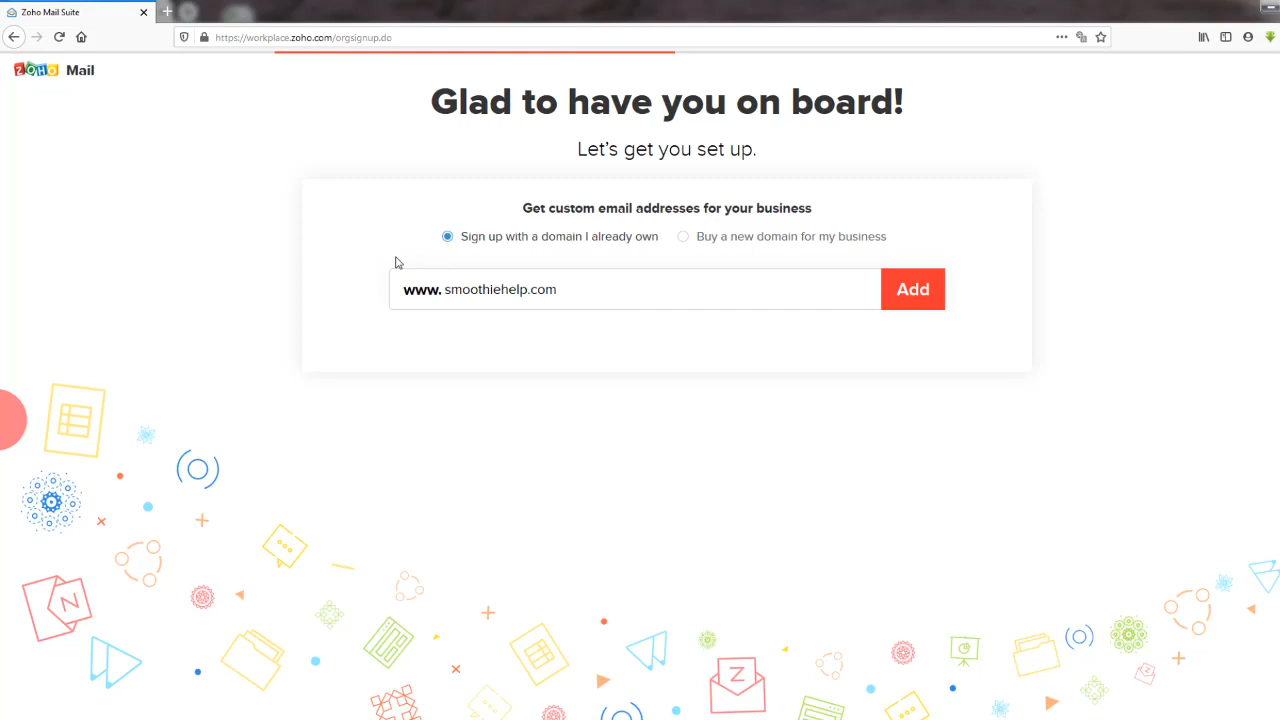 Zoho Mail Suite
https://workplace.zoho.com/orgsignup.do
ZOHO Mail
Glad to have you on board!
Let's get you set up.
Get custom email addresses for your business
Sign up with a domain I already own
Buy a new domain for my business
www. smoothiehelp.com
Add
N
Z
Z